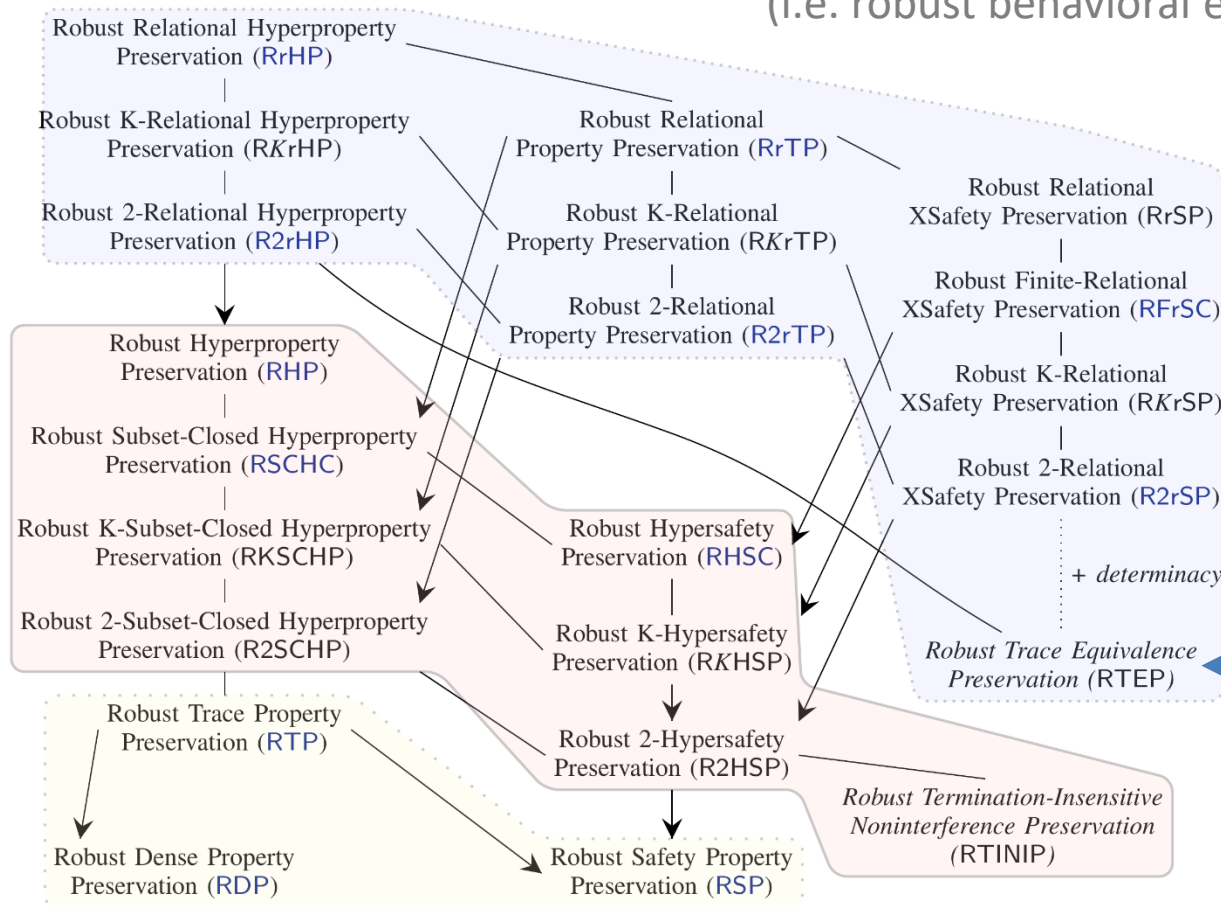 (i.e. robust behavioral e
Robust Relational Hyperproperty
Preservation (RrHP)
Robust K-Relational Hyperproperty
Preservation (RKrHP)
Robust 2-Relational Hyperproperty
Preservation (R2rHP)
Robust Relational
Property Preservation (RrTP)
Robust K-Relational
Property Preservation (RKrTP)
Robust 2-Relational
Property Preservation (R2rTP)
Robust Relational
XSafety Preservation (RrSP)
Robust Finite-Relational
XSafety Preservation (RFrSC)
Robust K-Relational
XSafety Preservation (RKrSP)
Robust 2-Relational
XSafety Preservation (R2rSP)
+ determinacy
Robust Trace Equivalence
Preservation (RTEP)
Robust Hyperproperty
Preservation (RHP)
Robust Subset-Closed Hyperproperty
Preservation (RSCHC)
Robust K-Subset-Closed Hyperproperty
Preservation (RKSCHP)
Robust 2-Subset-Closed Hyperproperty
Preservation (R2SCHP)
Robust Hypersafety
Preservation (RHSC)
Robust K-Hypersafety
Preservation (RKHSP)
Robust 2-Hypersafety
Preservation (R2HSP)
Robust Termination-Insensitive
Noninterference Preservation
(RTINIP)
Robust Trace Property
Preservation (RTP)
Robust Dense Property
Preservation (RDP)
Robust Safety Property
Preservation (RSP)